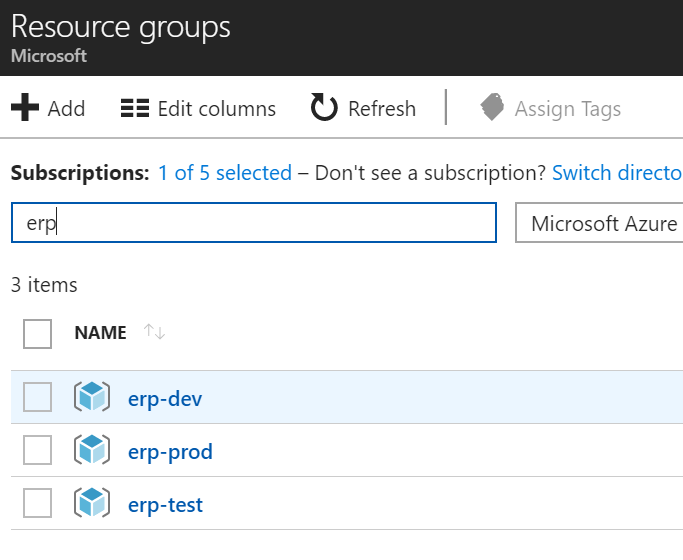 Resource groups
Microsoft
Add Edit columns Refresh Assign Tags
Subscriptions: 1 of 5 selected – Don't see a subscription? Switch directo
erp Microsoft Azure
3 items
NAME
erp-dev
erp-prod
erp-test